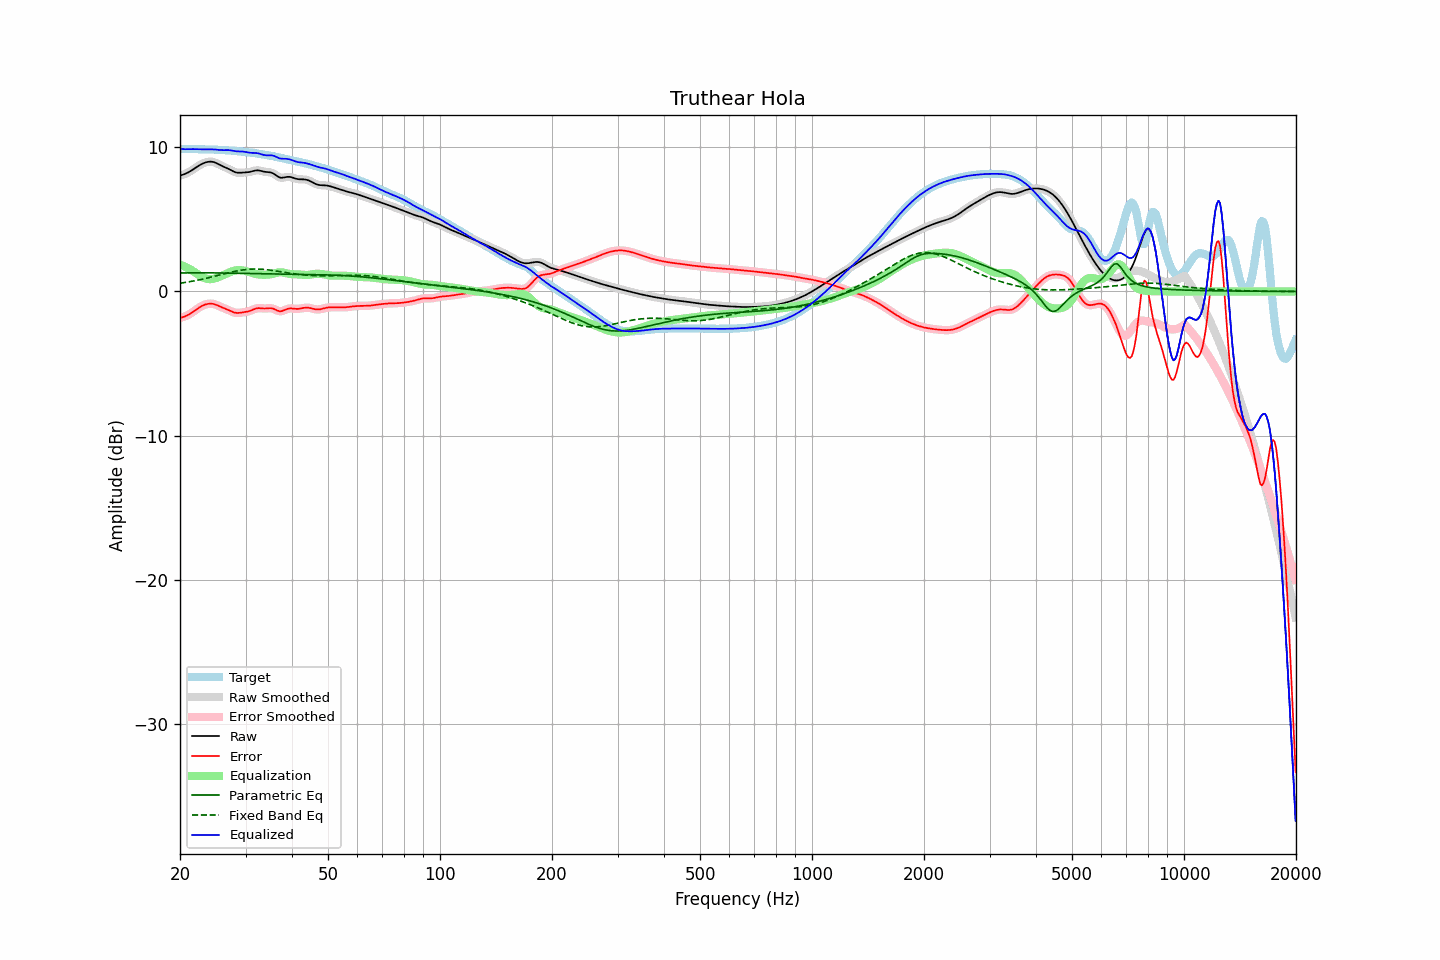 Truthear Hola
10
0
−10
−20
−30
Amplitude (dBr)
Target
Raw Smoothed
Error Smoothed
Raw
Error
Equalization
Parametric Eq
Fixed Band Eq
Equalized
20 50 100 200 500 1000 2000 5000 10000 20000
Frequency (Hz)